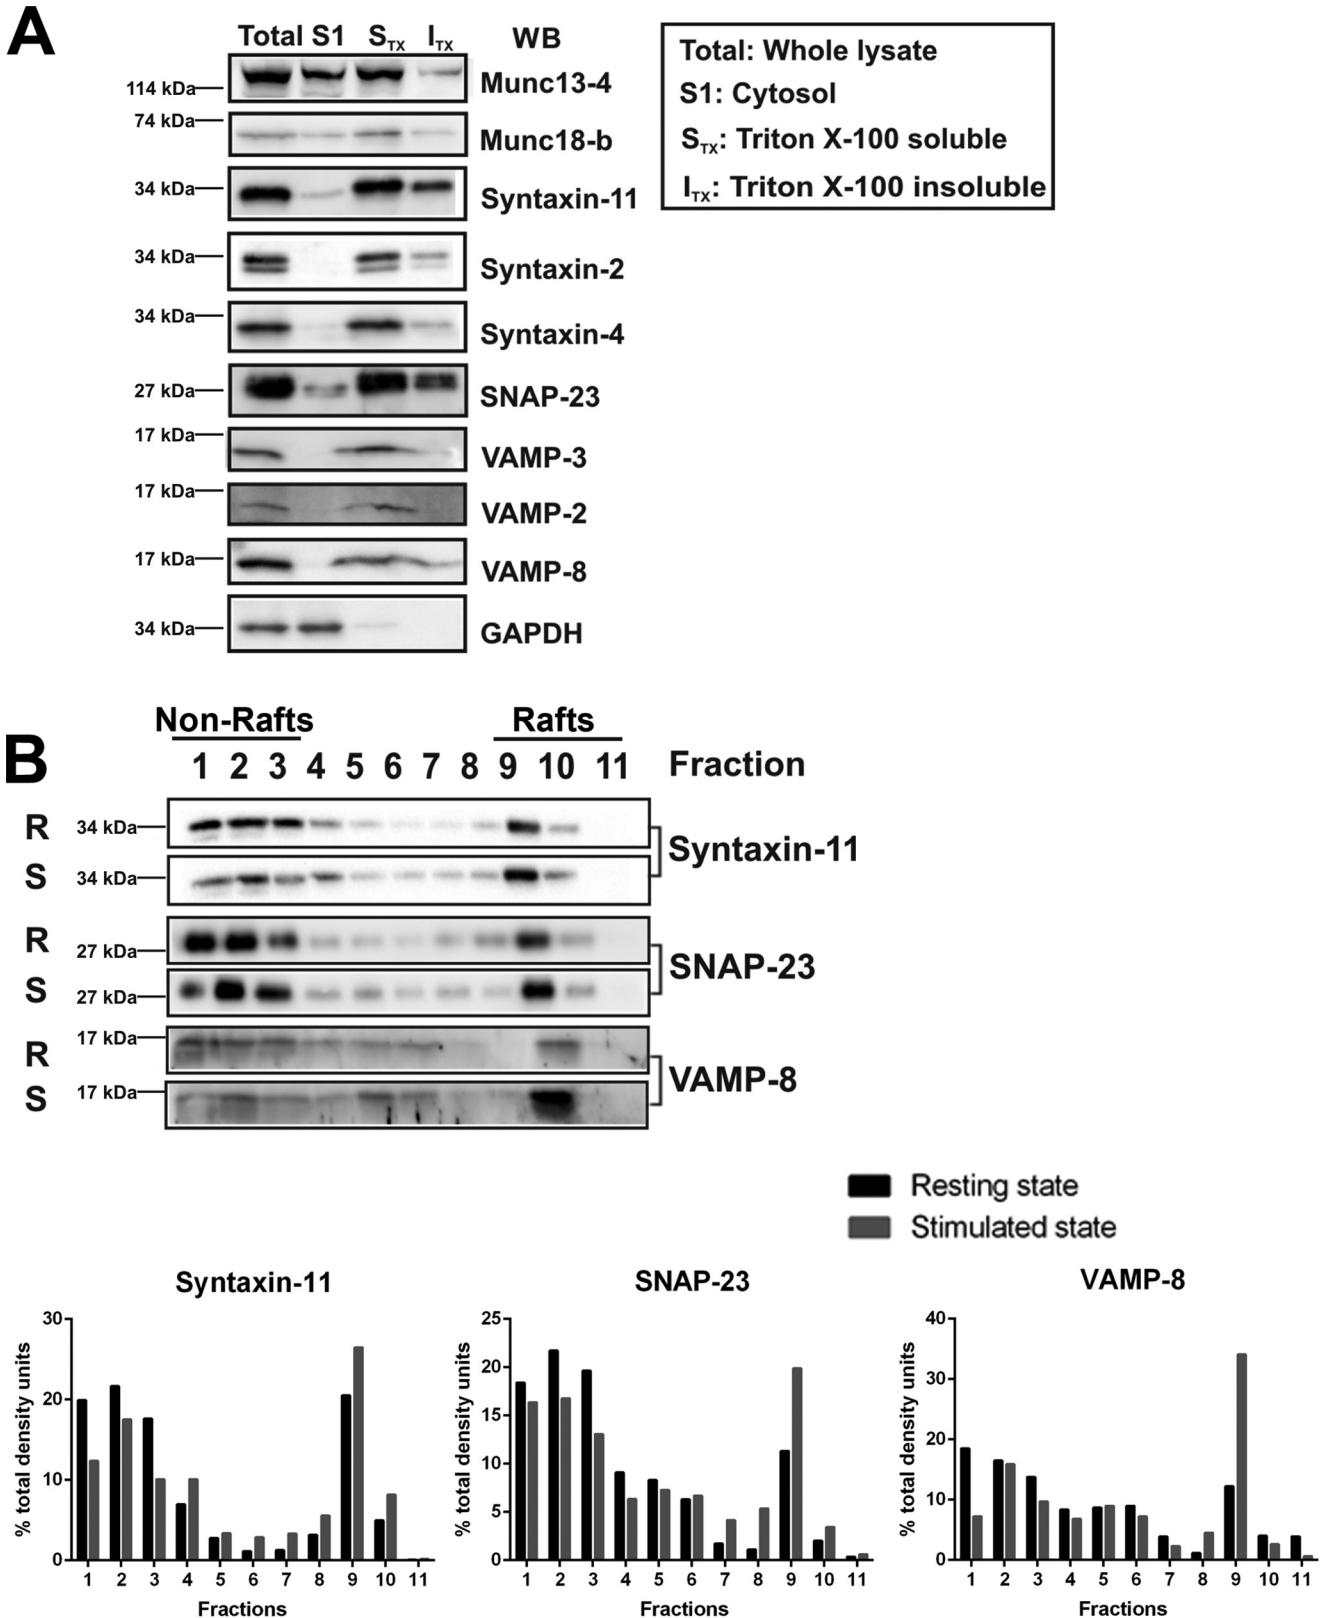 A
Total S1 STX ITX WB
114 kDa Munc13-4
74 kDa Munc18-b
34 kDa Syntaxin-11
34 kDa Syntaxin-2
34 kDa Syntaxin-4
27 kDa SNAP-23
17 kDa VAMP-3
17 kDa VAMP-2
17 kDa VAMP-8
34 kDa GAPDH
Total: Whole lysate
S1: Cytosol
STX: Triton X-100 soluble
ITX: Triton X-100 insoluble
B
Non-Rafts Rafts
1 2 3 4 5 6 7 8 9 10 11 Fraction
R 34 kDa
Syntaxin-11
S 34 kDa
R 27 kDa
SNAP-23
S 27 kDa
R 17 kDa
VAMP-8
S 17 kDa
Resting state
Stimulated state
Syntaxin-11
% total density units
30
20
10
0
1 2 3 4 5 6 7 8 9 10 11
Fractions
SNAP-23
% total density units
25
20
15
10
5
0
1 2 3 4 5 6 7 8 9 10 11
Fractions
VAMP-8
% total density units
40
30
20
10
0
1 2 3 4 5 6 7 8 9 10 11
Fractions